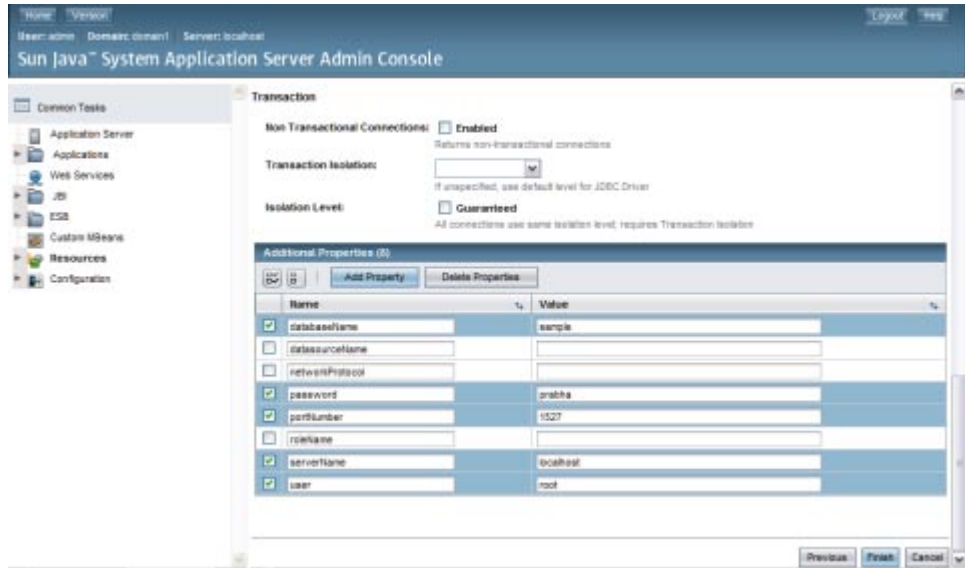 Home Version Logout Help
User: admin Domain: domain1 Server: localhost
Sun Java™ System Application Server Admin Console
Common Tasks
Application Server
Applications
Web Services
JBI
ESB
Custom MBeans
Resources
Configuration
Transaction
Non Transactional Connections: Enabled
Returns non-transactional connections
Transaction Isolation:
If unspecified, use default level for JDBC Driver
Isolation Level: Guaranteed
All connections use same isolation level; requires Transaction Isolation
Additional Properties (8)
Add Property Delete Properties
Name Value
databaseName sample
datasourceName
networkProtocol
password prabha
portNumber 1527
roleName
serverName localhost
user root
Previous Finish Cancel